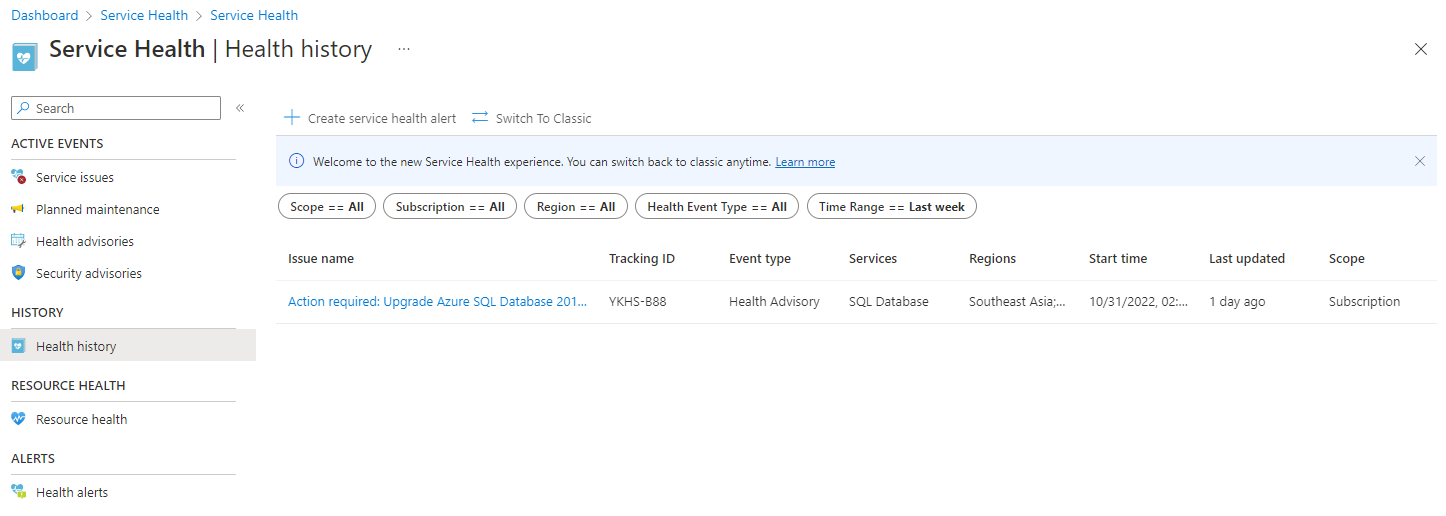 Dashboard > Service Health > Service Health
Service Health | Health history ...
Search «
ACTIVE EVENTS
Service issues
Planned maintenance
Health advisories
Security advisories
HISTORY
Health history
RESOURCE HEALTH
Resource health
ALERTS
Health alerts
Create service health alert Switch To Classic
Welcome to the new Service Health experience. You can switch back to classic anytime. Learn more
Scope == All Subscription == All Region == All Health Event Type == All Time Range == Last week
Issue name Tracking ID Event type Services Regions Start time Last updated Scope
Action required: Upgrade Azure SQL Database 201... YKHS-B88 Health Advisory SQL Database Southeast Asia;... 10/31/2022, 02:... 1 day ago Subscription